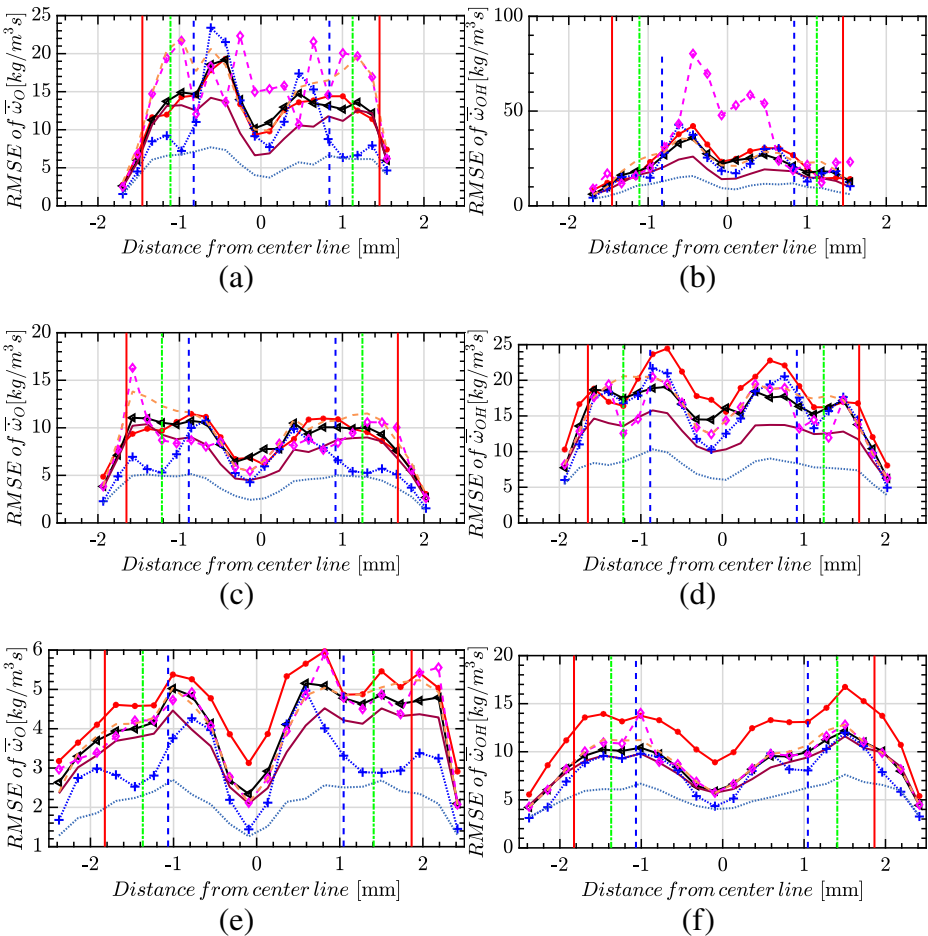 RMSE of ω̄̇_O [kg/m³s]
25
20
15
10
5
0
-2 -1 0 1 2
Distance from center line [mm]
(a)
RMSE of ω̄̇_OH [kg/m³s]
100
50
0
-2 -1 0 1 2
Distance from center line [mm]
(b)
RMSE of ω̄̇_O [kg/m³s]
20
15
10
5
0
-2 -1 0 1 2
Distance from center line [mm]
(c)
RMSE of ω̄̇_OH [kg/m³s]
25
20
15
10
5
0
-2 -1 0 1 2
Distance from center line [mm]
(d)
RMSE of ω̄̇_O [kg/m³s]
6
5
4
3
2
1
-2 -1 0 1 2
Distance from center line [mm]
(e)
RMSE of ω̄̇_OH [kg/m³s]
20
15
10
5
0
-2 -1 0 1 2
Distance from center line [mm]
(f)